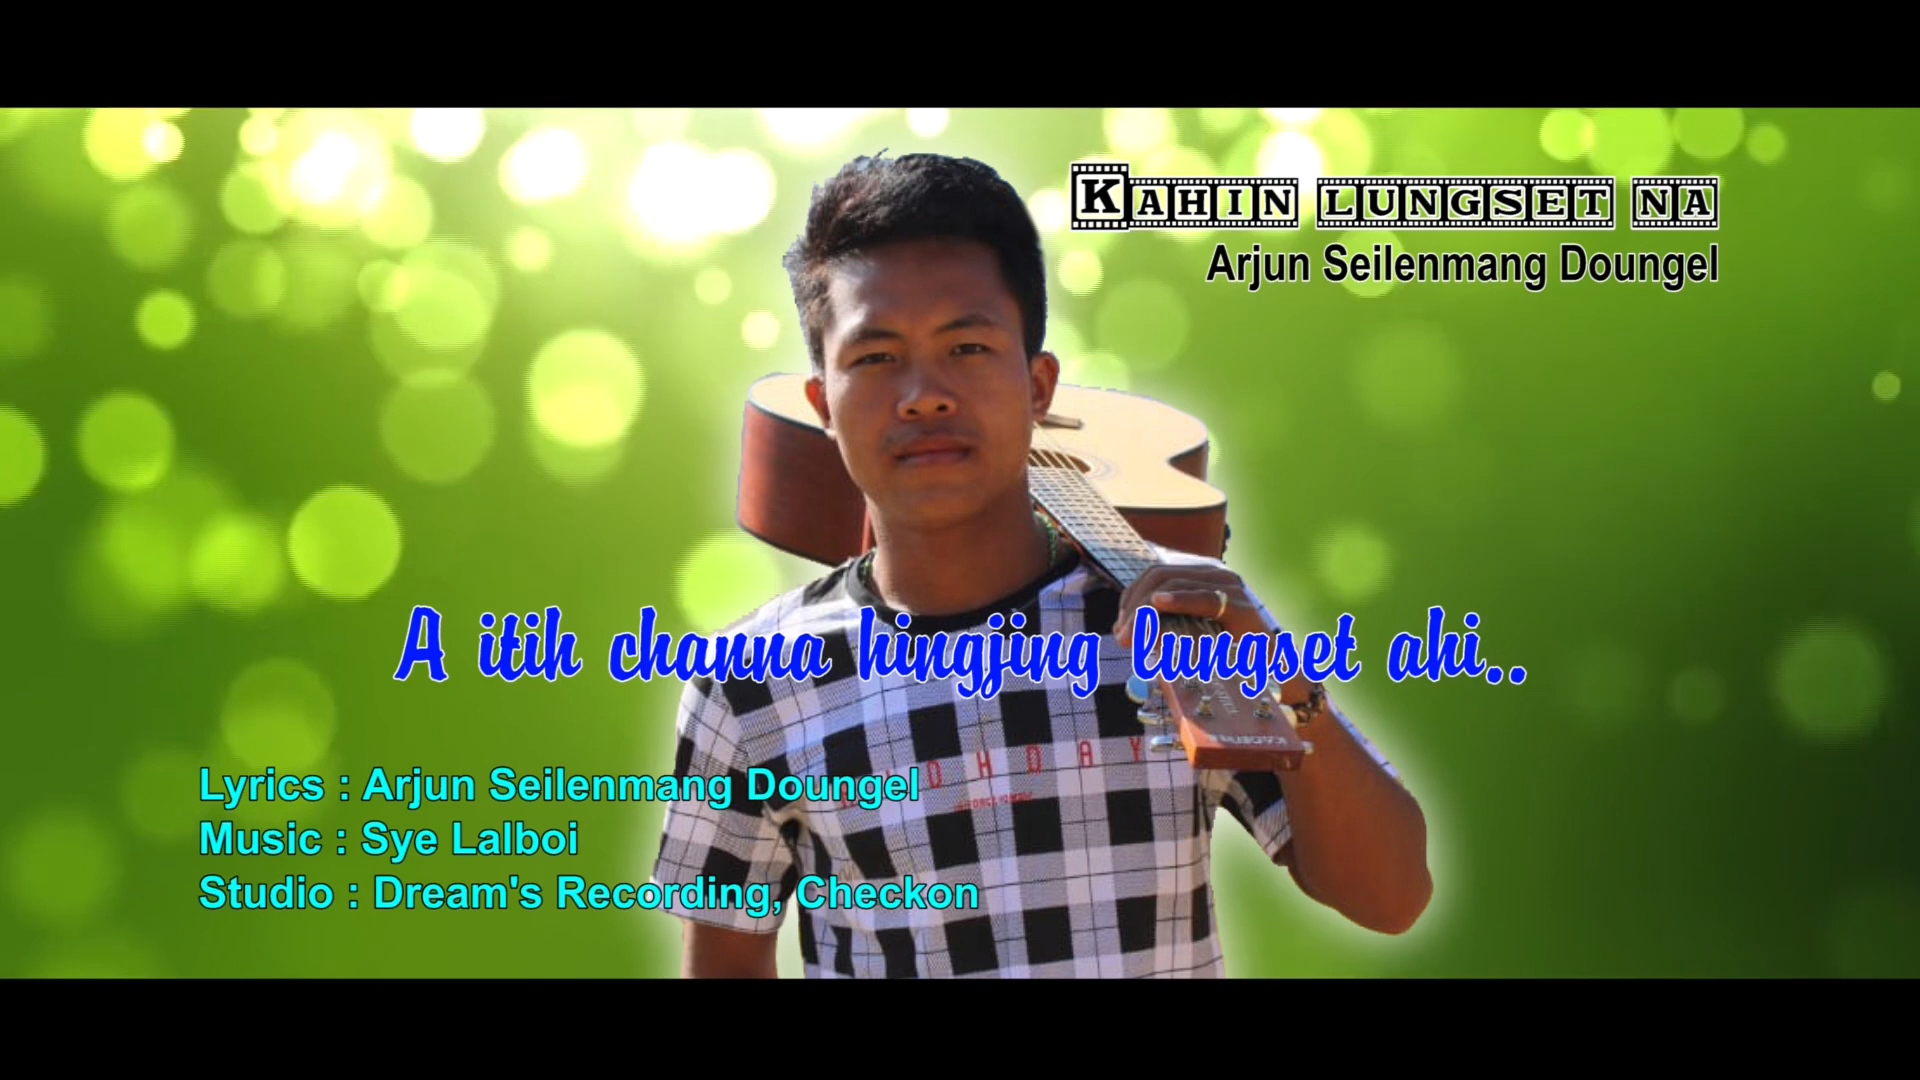 Kahin lungset na
Arjun Seilenmang Doungel
A itih channa hingjing lungset ahi..
Lyrics : Arjun Seilenmang Doungel
Music : Sye Lalboi
Studio : Dream's Recording, Checkon